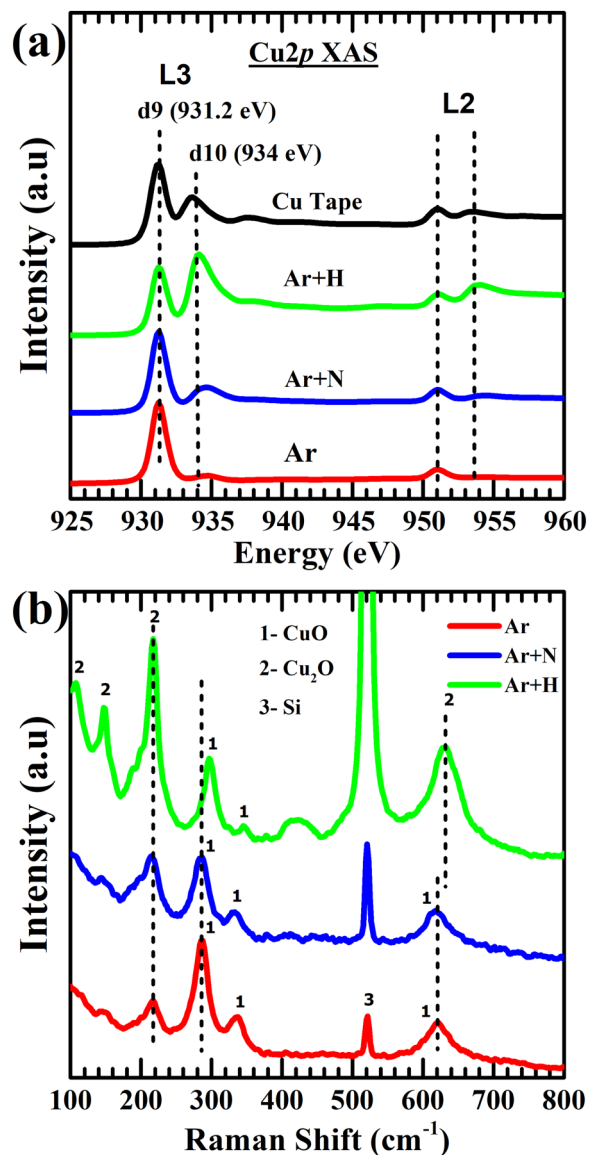 (a)
Cu2p XAS
L3
L2
d9 (931.2 eV)
d10 (934 eV)
Cu Tape
Ar+H
Ar+N
Ar
Intensity (a.u)
925 930 935 940 945 950 955 960
Energy (eV)
(b)
2
2
2
1- CuO
2- Cu₂O
3- Si
Ar
Ar+N
Ar+H
2
1
1
1
1
1
1
1
3
1
Intensity (a.u)
100 200 300 400 500 600 700 800
Raman Shift (cm⁻¹)